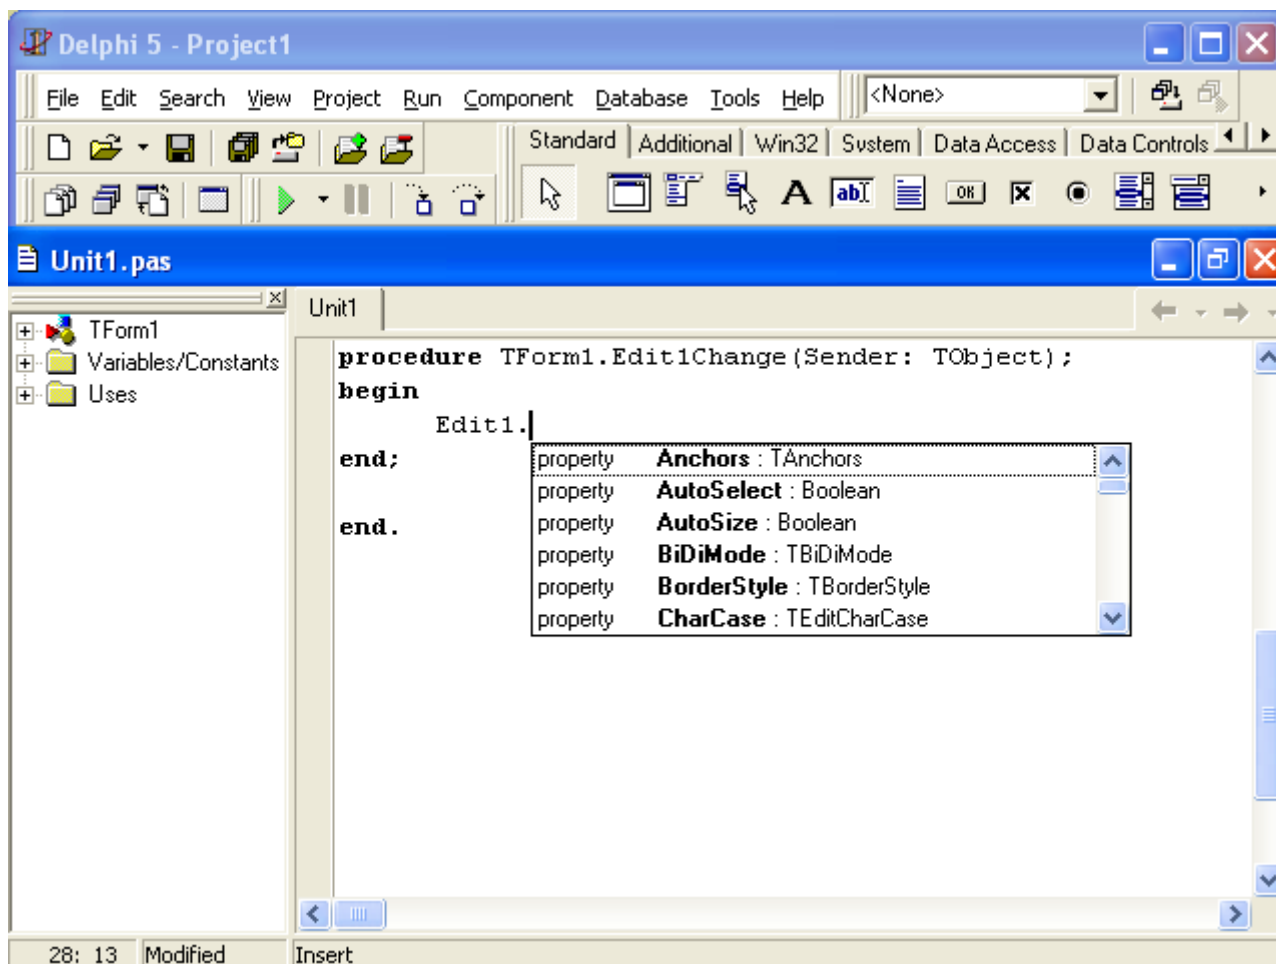 Delphi 5 - Project1
File Edit Search View Project Run Component Database Tools Help <None>
Standard Additional Win32 System Data Access Data Controls
A ab OK
Unit1.pas
Unit1
TForm1
Variables/Constants
Uses
procedure TForm1.Edit1Change(Sender: TObject);
begin
Edit1.
end;
end.
property Anchors : TAnchors
property AutoSelect : Boolean
property AutoSize : Boolean
property BiDiMode : TBiDiMode
property BorderStyle : TBorderStyle
property CharCase : TEditCharCase
28: 13 Modified Insert